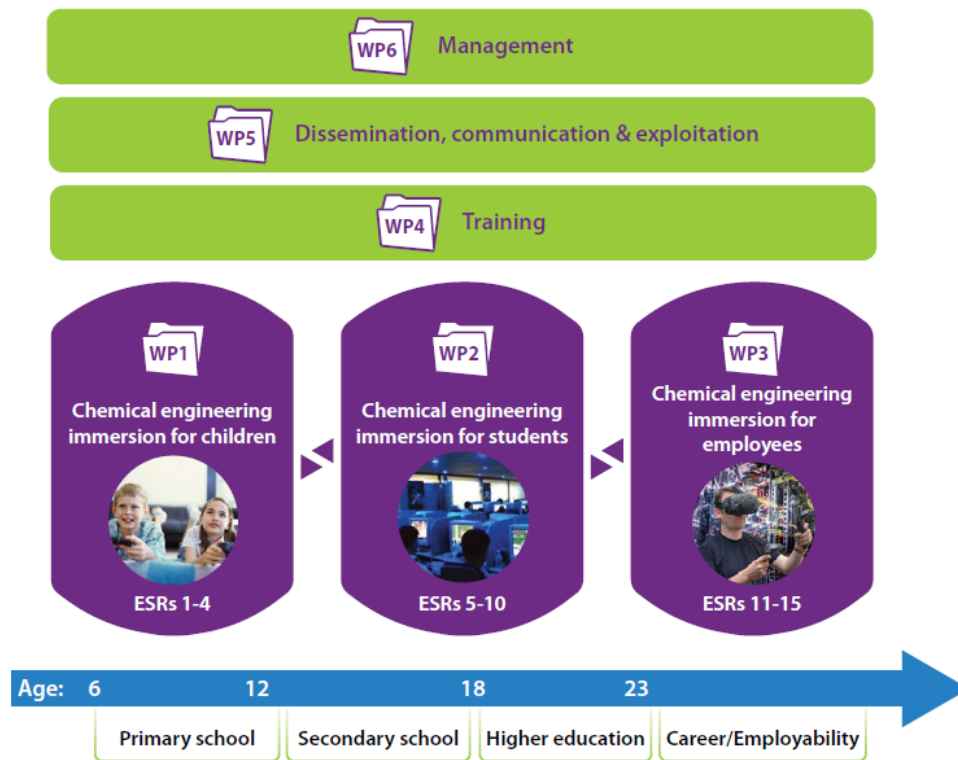 WP6 Management
WP5 Dissemination, communication & exploitation
WP4 Training
WP1
Chemical engineering
immersion for children
ESRs 1-4
WP2
Chemical engineering
immersion for students
ESRs 5-10
WP3
Chemical engineering
immersion for
employees
ESRs 11-15
Age: 6 12 18 23
Primary school Secondary school Higher education Career/Employability